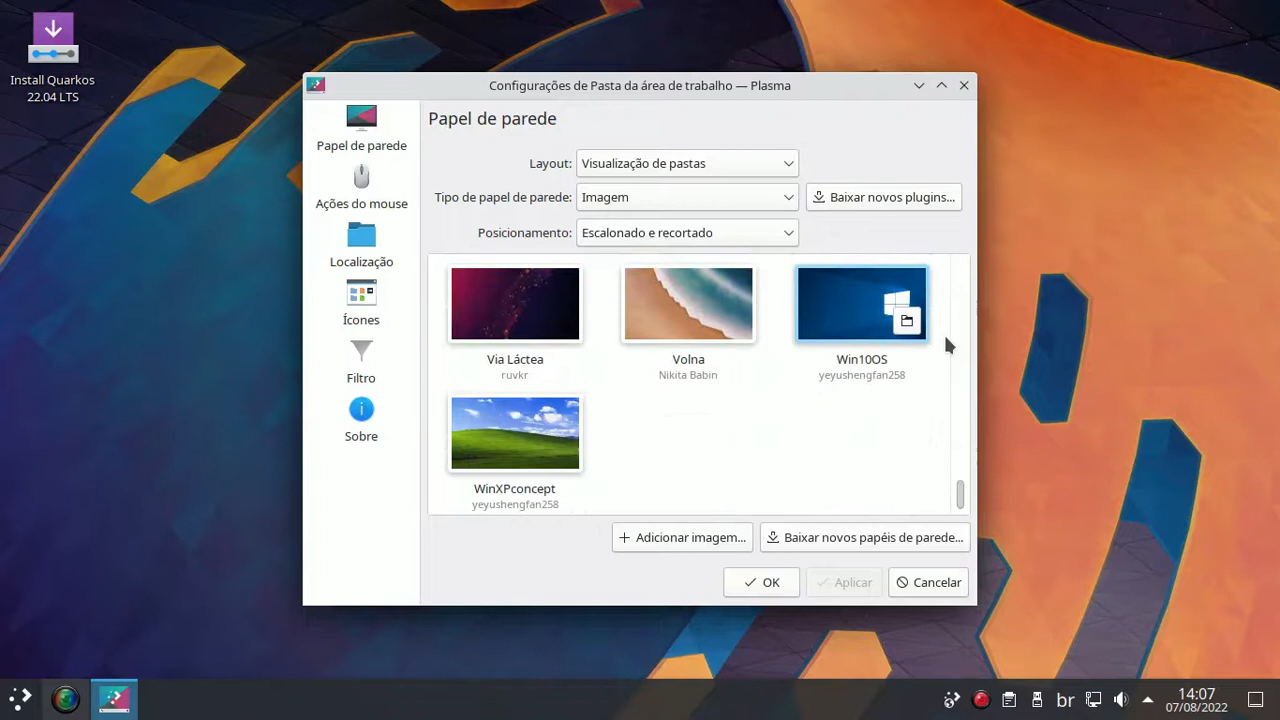 Install Quarkos
22.04 LTS
Configurações de Pasta da área de trabalho — Plasma
Papel de parede
Ações do mouse
Localização
Ícones
Filtro
Sobre
Papel de parede
Layout: Visualização de pastas
Tipo de papel de parede: Imagem Baixar novos plugins...
Posicionamento: Escalonado e recortado
Via Láctea Volna Win10OS
ruvkr Nikita Babin yeyushengfan258
WinXPconcept
yeyushengfan258
Adicionar imagem... Baixar novos papéis de parede...
OK Aplicar Cancelar
br 14:07
07/08/2022